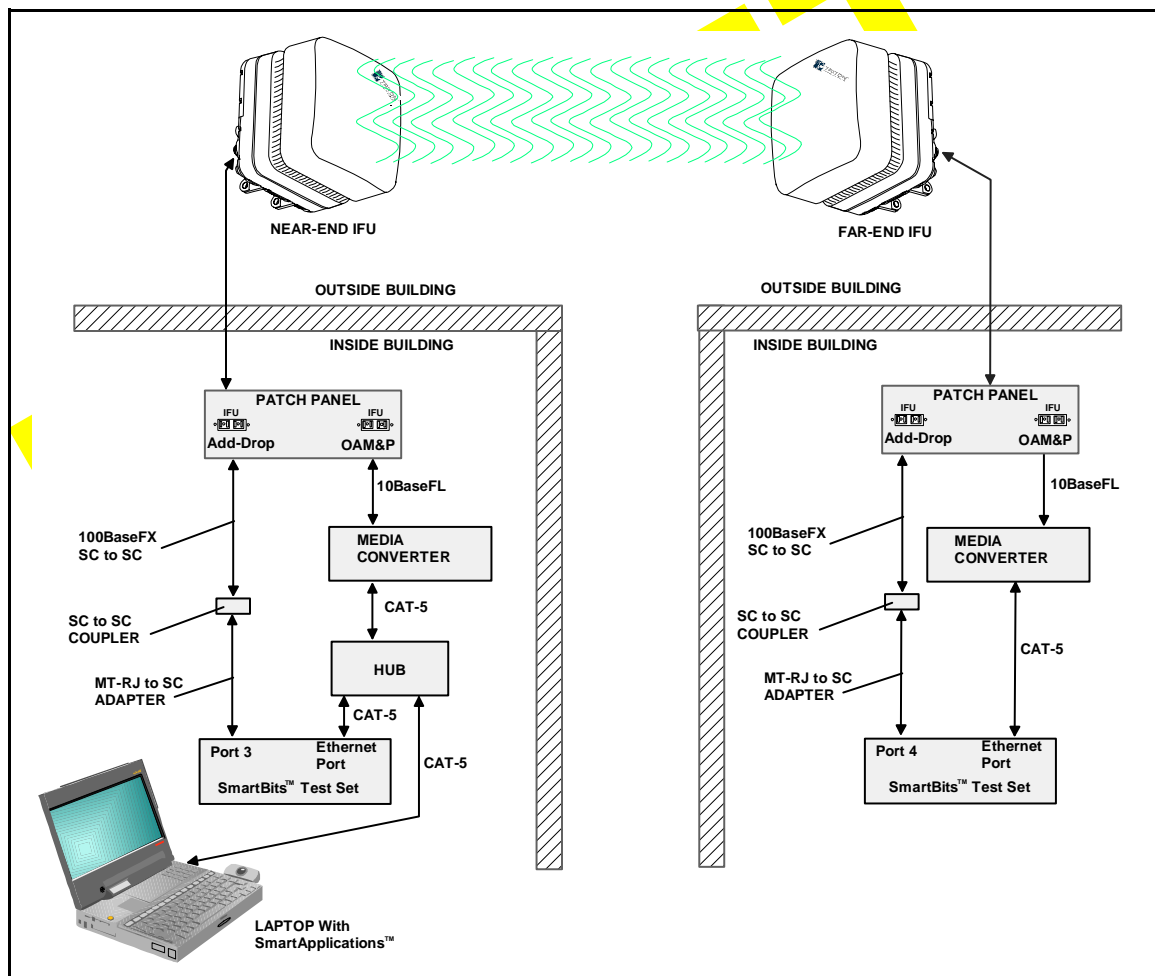 TRITON
TRITON
NEAR-END IFU
FAR-END IFU
OUTSIDE BUILDING
INSIDE BUILDING
OUTSIDE BUILDING
INSIDE BUILDING
PATCH PANEL
IFU
IFU
Add-Drop
OAM&P
10BaseFL
100BaseFX
SC to SC
MEDIA
CONVERTER
CAT-5
SC to SC
COUPLER
HUB
MT-RJ to SC
ADAPTER
CAT-5
CAT-5
Port 3
Ethernet
Port
SmartBits™ Test Set
LAPTOP With
SmartApplications™
PATCH PANEL
IFU
IFU
Add-Drop
OAM&P
10BaseFL
100BaseFX
SC to SC
MEDIA
CONVERTER
SC to SC
COUPLER
CAT-5
MT-RJ to SC
ADAPTER
Port 4
Ethernet
Port
SmartBits™ Test Set